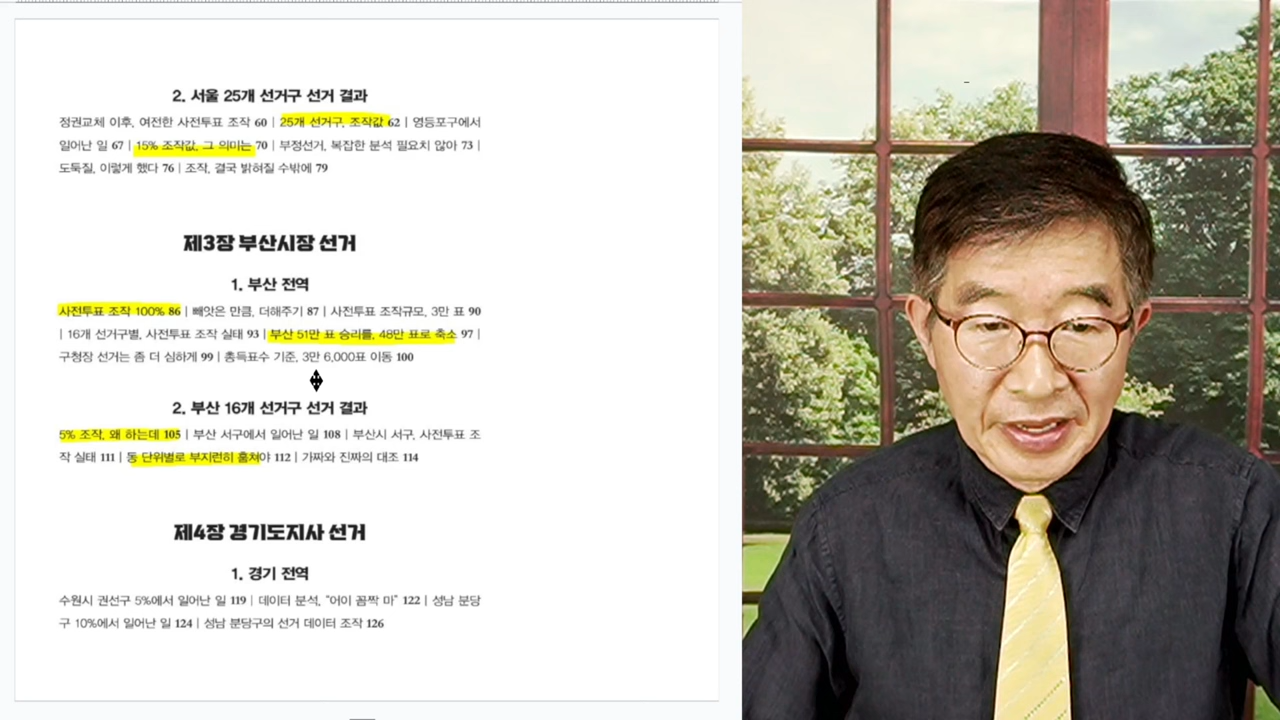 2. 서울 25개 선거구 선거 결과
정권교체 이후, 여전한 사전투표 조작 60 | 25개 선거구, 조작값 62 | 영등포구에서
일어난 일 67 | 15% 조작값, 그 의미는 70 | 부정선거, 복잡한 분석 필요치 않아 73 |
도둑질, 이렇게 했다 76 | 조작, 결국 밝혀질 수밖에 79
제3장 부산시장 선거
1. 부산 전역
사전투표 조작 100% 86 | 빼앗은 만큼, 더해주기 87 | 사전투표 조작규모, 3만 표 90
| 16개 선거구별, 사전투표 조작 실태 93 | 부산 51만 표 승리를, 48만 표로 축소 97 |
구청장 선거는 좀 더 심하게 99 | 총득표수 기준, 3만 6,000표 이동 100
2. 부산 16개 선거구 선거 결과
5% 조작, 왜 하는데 105 | 부산 서구에서 일어난 일 108 | 부산시 서구, 사전투표 조
작 실태 111 | 동 단위별로 부지런히 훔쳐야 112 | 가짜와 진짜의 대조 114
제4장 경기도지사 선거
1. 경기 전역
수원시 권선구 5%에서 일어난 일 119 | 데이터 분석, "어이 꼼짝 마" 122 | 성남 분당
구 10%에서 일어난 일 124 | 성남 분당구의 선거 데이터 조작 126